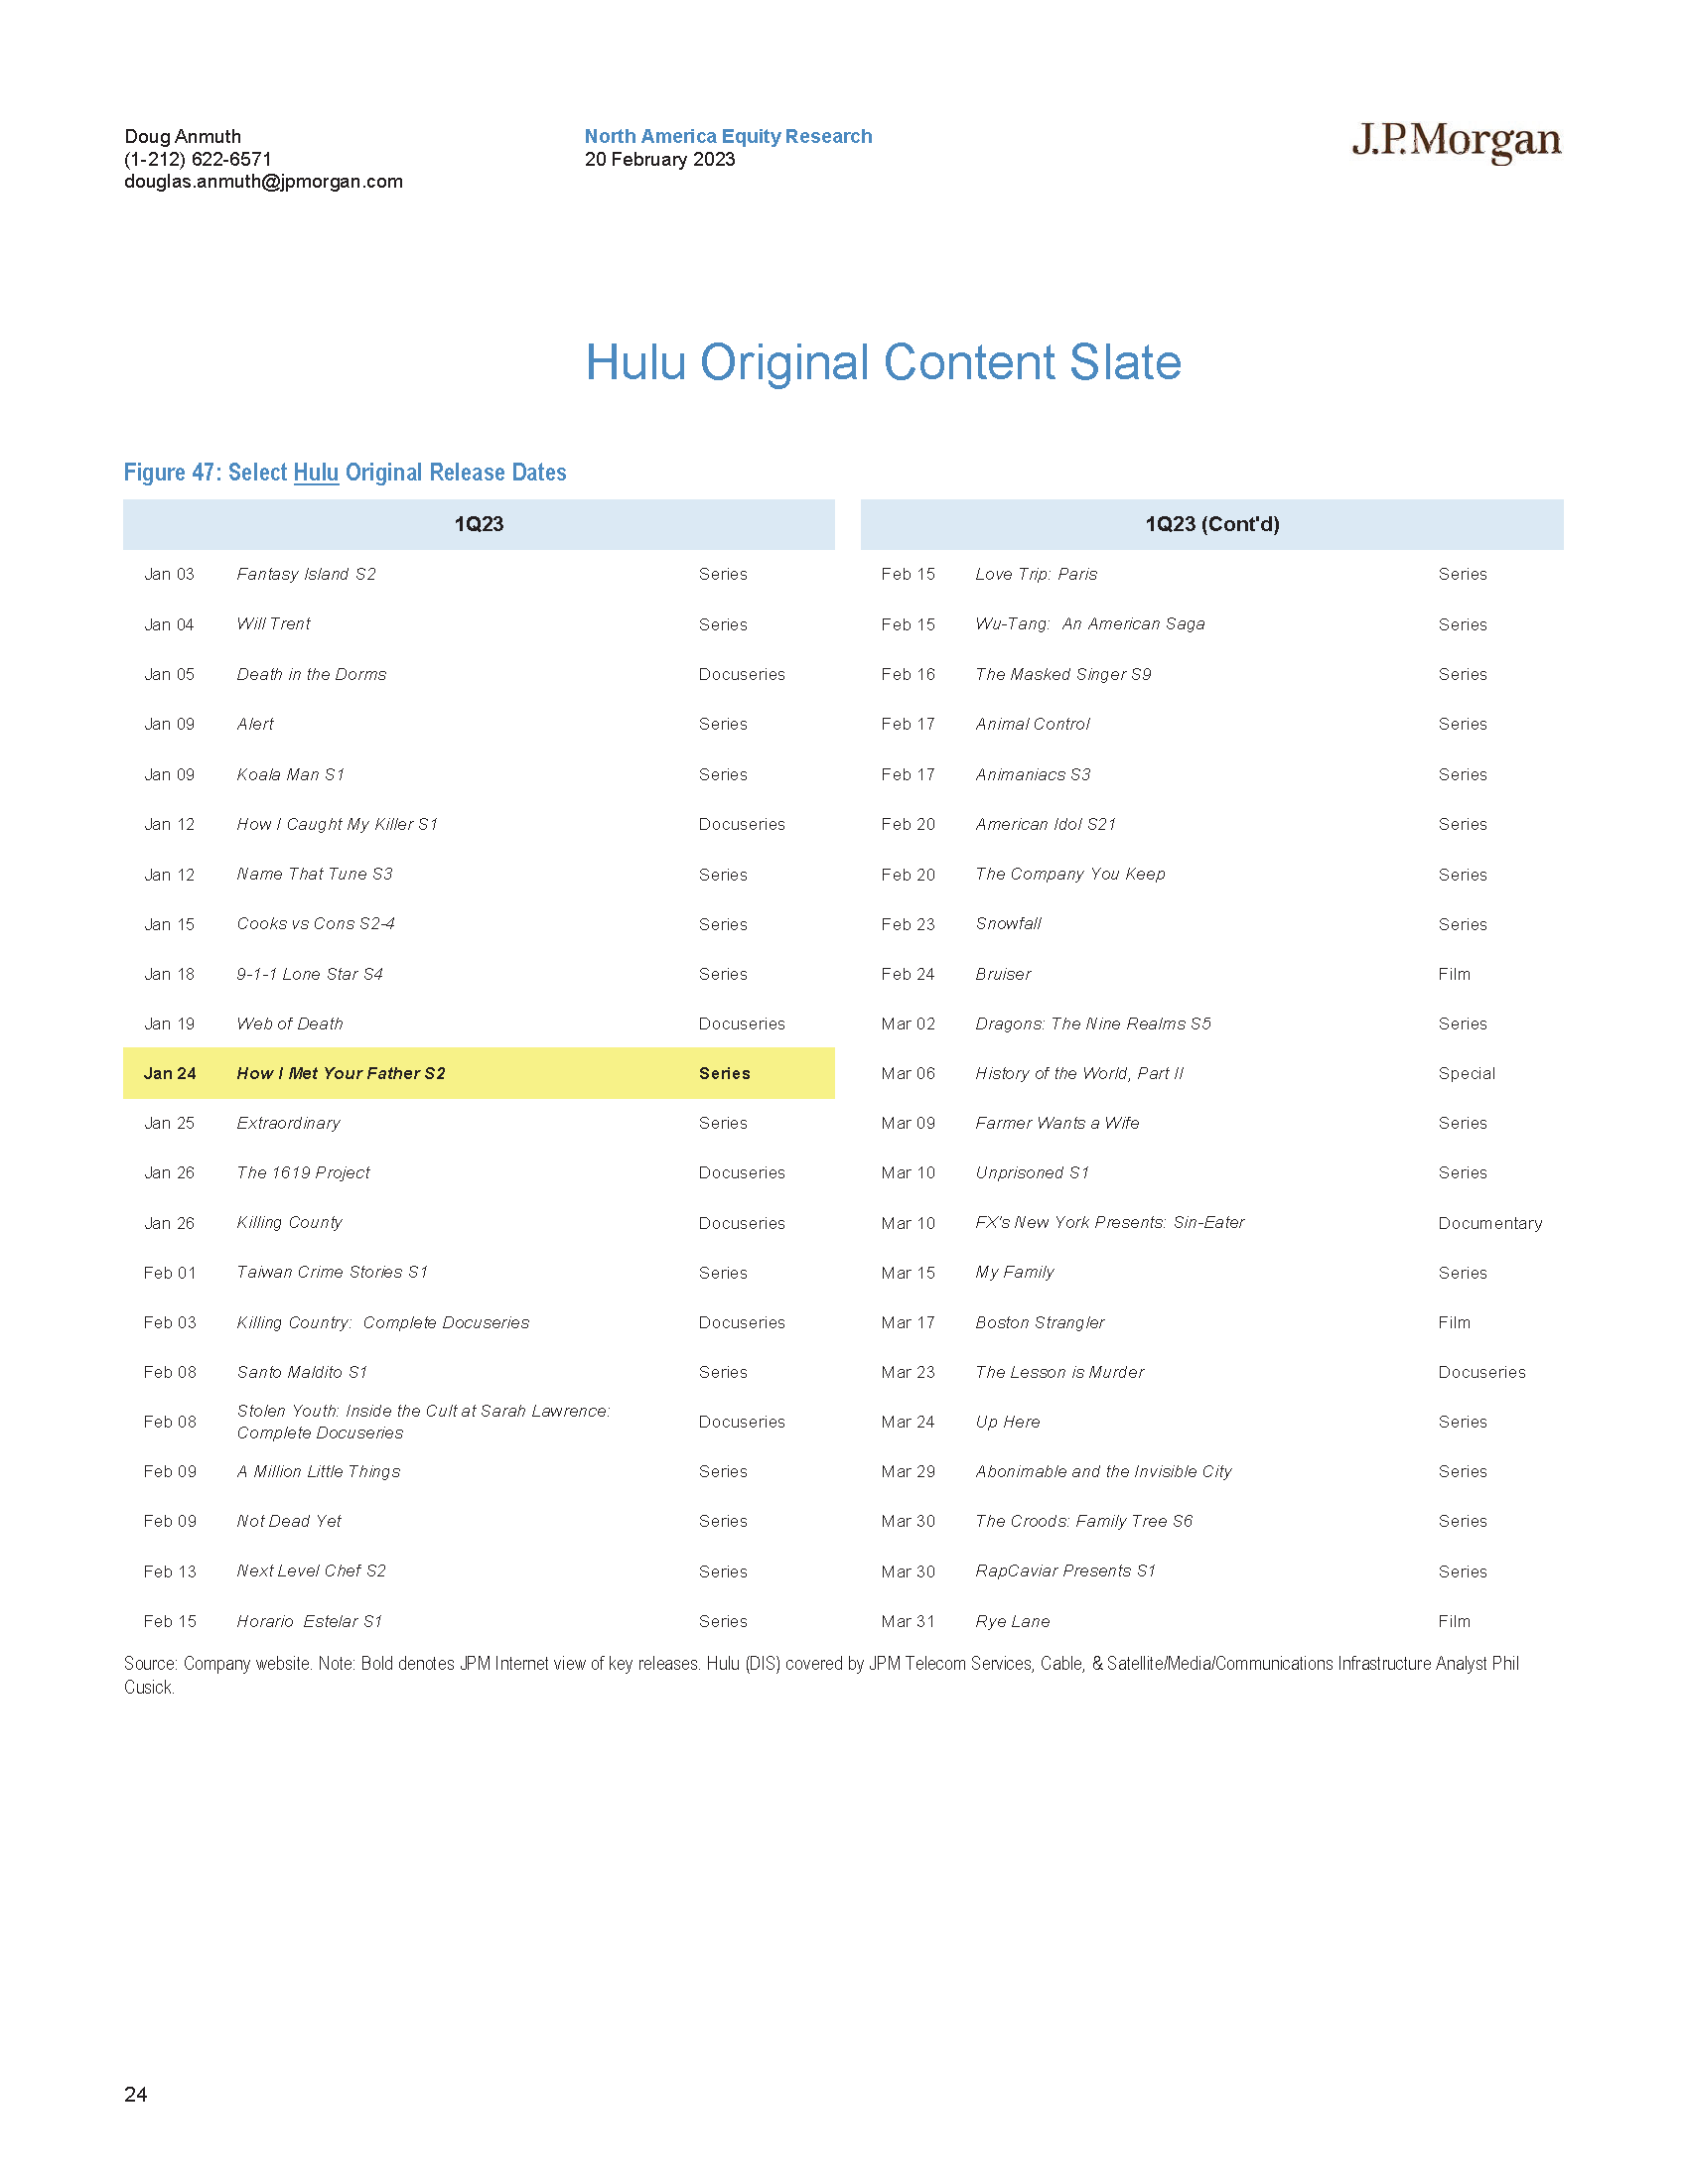 Doug Anmuth
(1-212) 622-6571
douglas.anmuth@jpmorgan.com
North America Equity Research
20 February 2023
J.P.Morgan
Hulu Original Content Slate
Figure 47: Select Hulu Original Release Dates
1Q23
Jan 03 Fantasy Island S2 Series
Jan 04 Will Trent Series
Jan 05 Death in the Dorms Docuseries
Jan 09 Alert Series
Jan 09 Koala Man S1 Series
Jan 12 How I Caught My Killer S1 Docuseries
Jan 12 Name That Tune S3 Series
Jan 15 Cooks vs Cons S2-4 Series
Jan 18 9-1-1 Lone Star S4 Series
Jan 19 Web of Death Docuseries
Jan 24 How I Met Your Father S2 Series
Jan 25 Extraordinary Series
Jan 26 The 1619 Project Docuseries
Jan 26 Killing County Docuseries
Feb 01 Taiwan Crime Stories S1 Series
Feb 03 Killing Country:  Complete Docuseries Docuseries
Feb 08 Santo Maldito S1 Series
Feb 08 Stolen Youth: Inside the Cult at Sarah Lawrence:
Complete Docuseries Docuseries
Feb 09 A Million Little Things Series
Feb 09 Not Dead Yet Series
Feb 13 Next Level Chef S2 Series
Feb 15 Horario  Estelar S1 Series
1Q23 (Cont'd)
Feb 15 Love Trip: Paris Series
Feb 15 Wu-Tang:  An American Saga Series
Feb 16 The Masked Singer S9 Series
Feb 17 Animal Control Series
Feb 17 Animaniacs S3 Series
Feb 20 American Idol S21 Series
Feb 20 The Company You Keep Series
Feb 23 Snowfall Series
Feb 24 Bruiser Film
Mar 02 Dragons: The Nine Realms S5 Series
Mar 06 History of the World, Part II Special
Mar 09 Farmer Wants a Wife Series
Mar 10 Unprisoned S1 Series
Mar 10 FX's New York Presents: Sin-Eater Documentary
Mar 15 My Family Series
Mar 17 Boston Strangler Film
Mar 23 The Lesson is Murder Docuseries
Mar 24 Up Here Series
Mar 29 Abonimable and the Invisible City Series
Mar 30 The Croods: Family Tree S6 Series
Mar 30 RapCaviar Presents S1 Series
Mar 31 Rye Lane Film
Source: Company website. Note: Bold denotes JPM Internet view of key releases. Hulu (DIS) covered by JPM Telecom Services, Cable, & Satellite/Media/Communications Infrastructure Analyst Phil
Cusick.
24